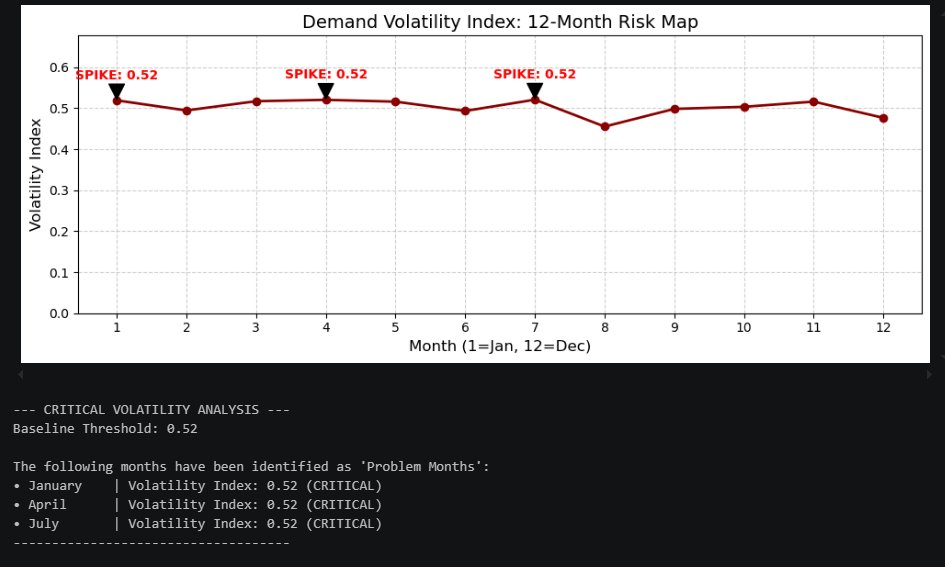 Demand Volatility Index: 12-Month Risk Map
SPIKE: 0.52
SPIKE: 0.52
SPIKE: 0.52
Volatility Index
0.6
0.5
0.4
0.3
0.2
0.1
0.0
1 2 3 4 5 6 7 8 9 10 11 12
Month (1=Jan, 12=Dec)
--- CRITICAL VOLATILITY ANALYSIS ---
Baseline Threshold: 0.52
The following months have been identified as 'Problem Months':
• January    | Volatility Index: 0.52 (CRITICAL)
• April      | Volatility Index: 0.52 (CRITICAL)
• July       | Volatility Index: 0.52 (CRITICAL)
------------------------------------